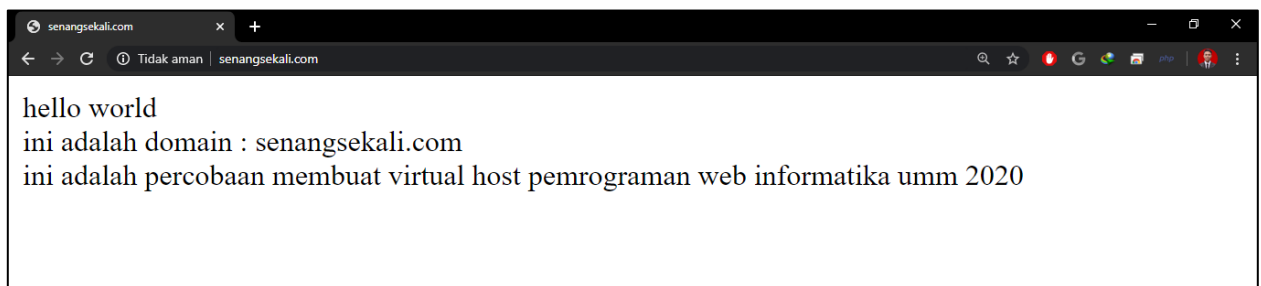 senangsekali.com
Tidak aman | senangsekali.com
php
hello world
ini adalah domain : senangsekali.com
ini adalah percobaan membuat virtual host pemrograman web informatika umm 2020